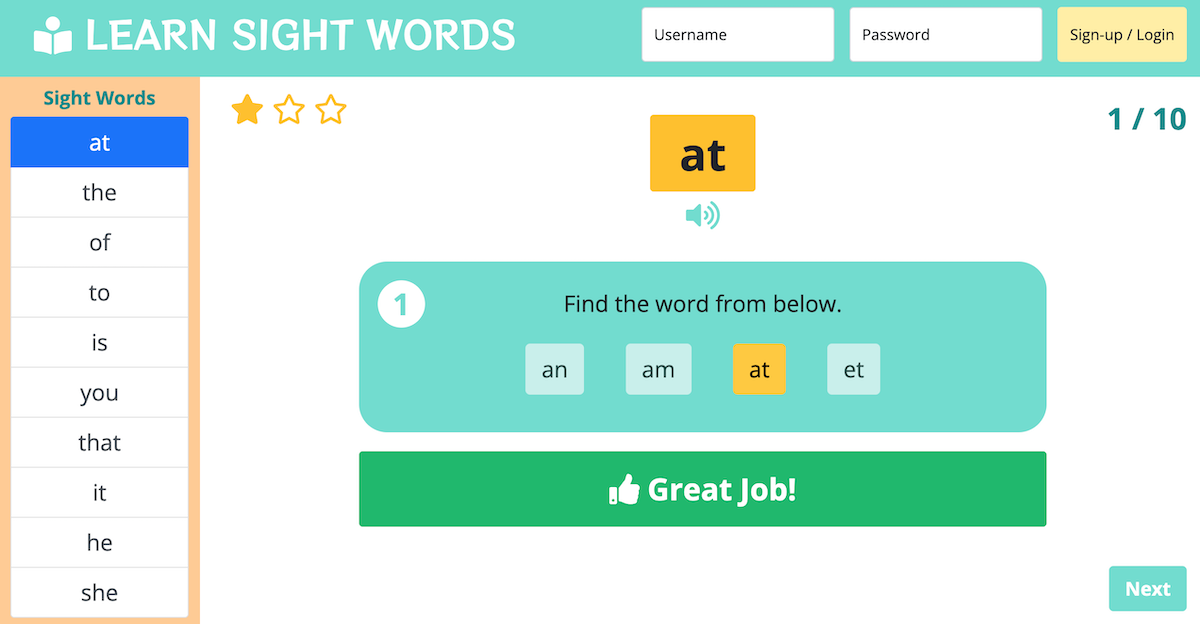 LEARN SIGHT WORDS
Username
Password
Sign-up / Login
Sight Words
at
the
of
to
is
you
that
it
he
she
1 / 10
at
1
Find the word from below.
an am at et
Great Job!
Next